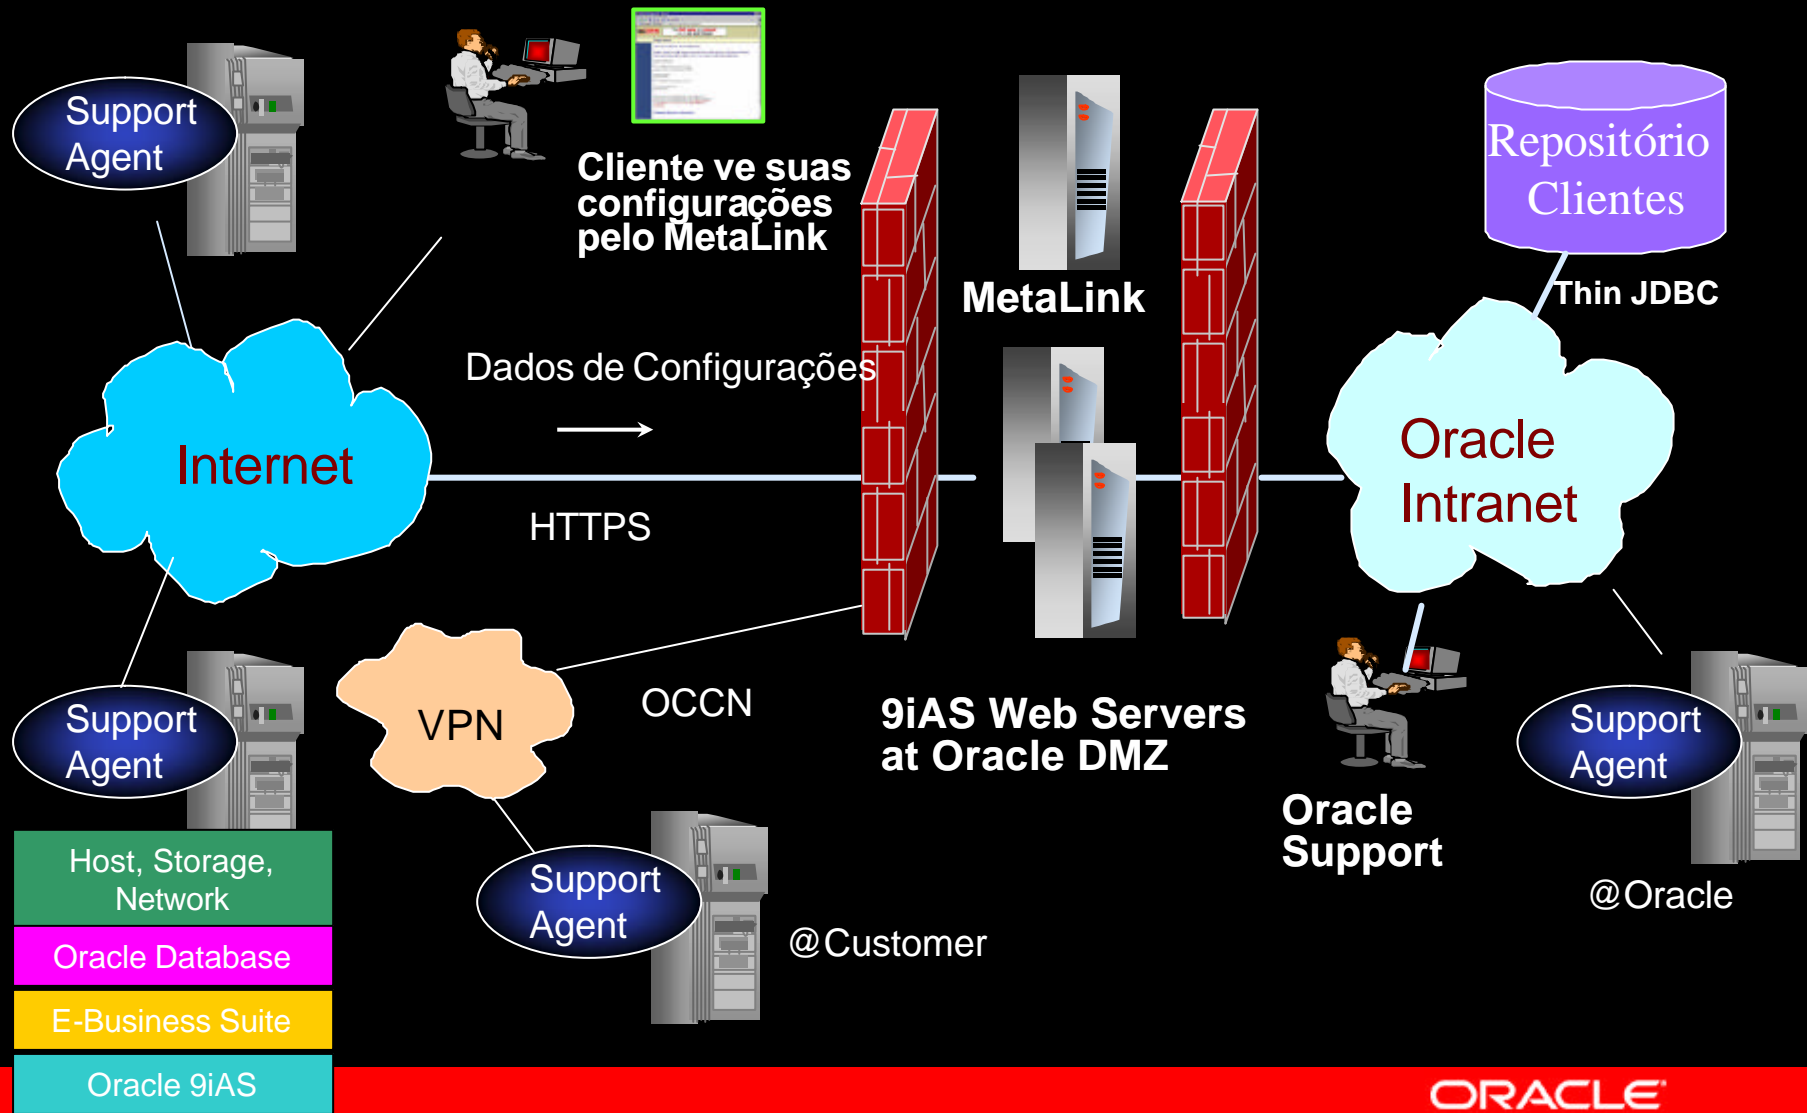 Support
Agent
Cliente ve suas
configurações
pelo MetaLink
MetaLink
Repositório
Clientes
Thin JDBC
Dados de Configurações
Internet
HTTPS
Oracle
Intranet
Support
Agent
VPN
OCCN
9iAS Web Servers
at Oracle DMZ
Oracle
Support
Support
Agent
@Oracle
Host, Storage,
Network
Oracle Database
E-Business Suite
Oracle 9iAS
Support
Agent
@Customer
ORACLE